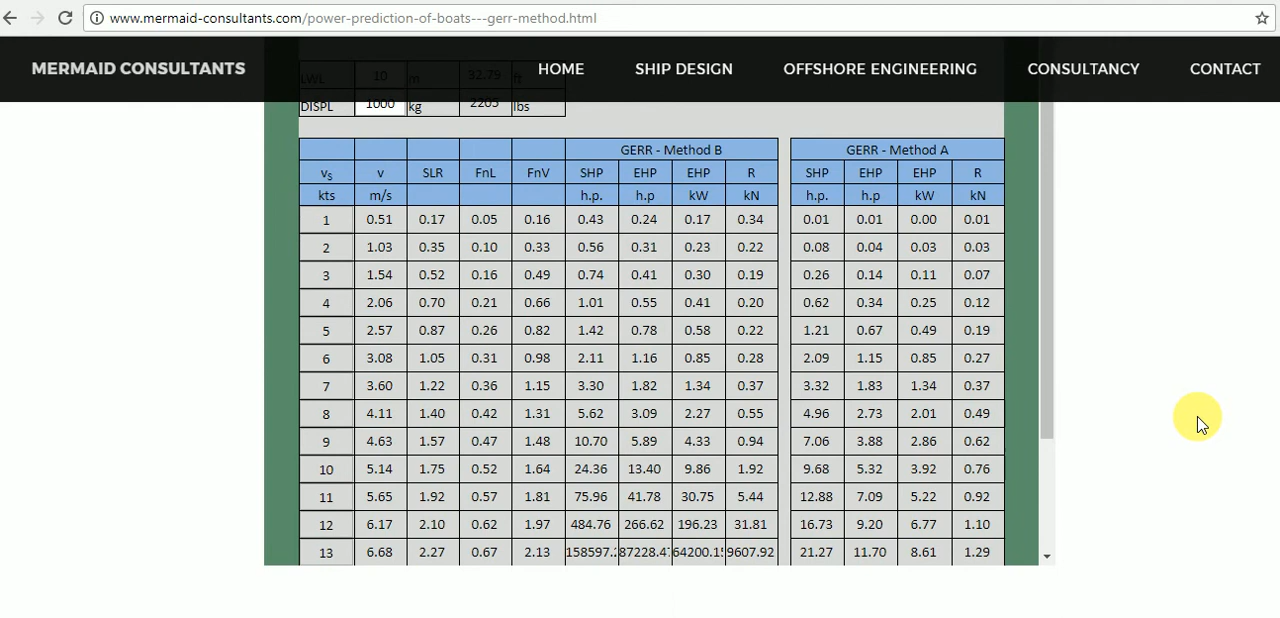 www.mermaid-consultants.com/power-prediction-of-boats---gerr-method.html
MERMAID CONSULTANTS HOME SHIP DESIGN OFFSHORE ENGINEERING CONSULTANCY CONTACT
LWL 10 m 32.79 ft
DISPL 1000 kg 2205 lbs
GERR - Method B GERR - Method A
vS v SLR FnL FnV SHP EHP EHP R SHP EHP EHP R
kts m/s h.p. h.p kW kN h.p. h.p kW kN
1 0.51 0.17 0.05 0.16 0.43 0.24 0.17 0.34 0.01 0.01 0.00 0.01
2 1.03 0.35 0.10 0.33 0.56 0.31 0.23 0.22 0.08 0.04 0.03 0.03
3 1.54 0.52 0.16 0.49 0.74 0.41 0.30 0.19 0.26 0.14 0.11 0.07
4 2.06 0.70 0.21 0.66 1.01 0.55 0.41 0.20 0.62 0.34 0.25 0.12
5 2.57 0.87 0.26 0.82 1.42 0.78 0.58 0.22 1.21 0.67 0.49 0.19
6 3.08 1.05 0.31 0.98 2.11 1.16 0.85 0.28 2.09 1.15 0.85 0.27
7 3.60 1.22 0.36 1.15 3.30 1.82 1.34 0.37 3.32 1.83 1.34 0.37
8 4.11 1.40 0.42 1.31 5.62 3.09 2.27 0.55 4.96 2.73 2.01 0.49
9 4.63 1.57 0.47 1.48 10.70 5.89 4.33 0.94 7.06 3.88 2.86 0.62
10 5.14 1.75 0.52 1.64 24.36 13.40 9.86 1.92 9.68 5.32 3.92 0.76
11 5.65 1.92 0.57 1.81 75.96 41.78 30.75 5.44 12.88 7.09 5.22 0.92
12 6.17 2.10 0.62 1.97 484.76 266.62 196.23 31.81 16.73 9.20 6.77 1.10
13 6.68 2.27 0.67 2.13 9607.92 21.27 11.70 8.61 1.29